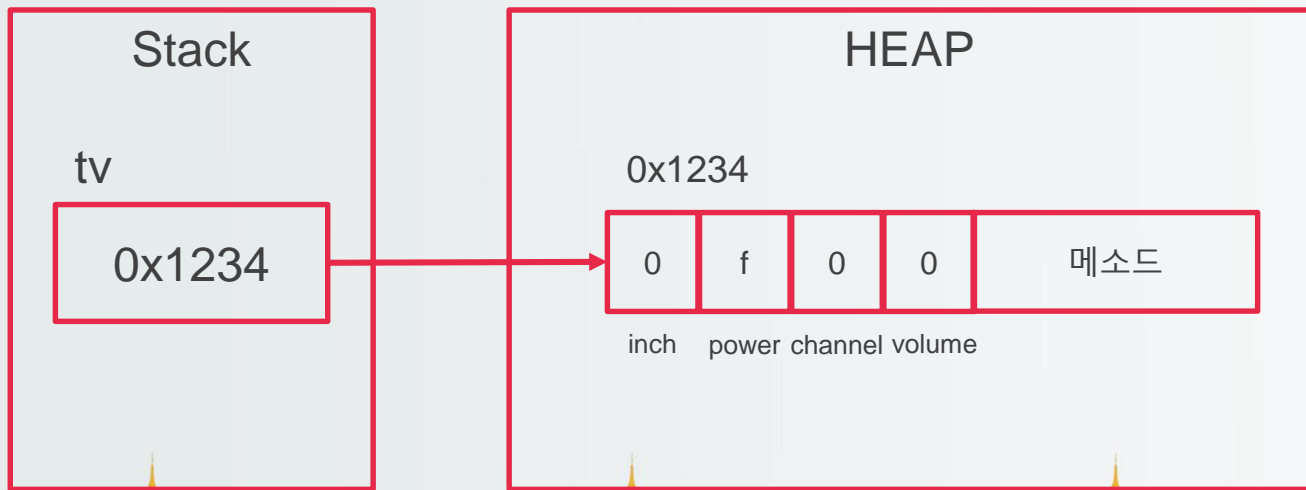 Stack
HEAP
tv
0x1234
0x1234
0 f 0 0 메소드
inch power channel volume